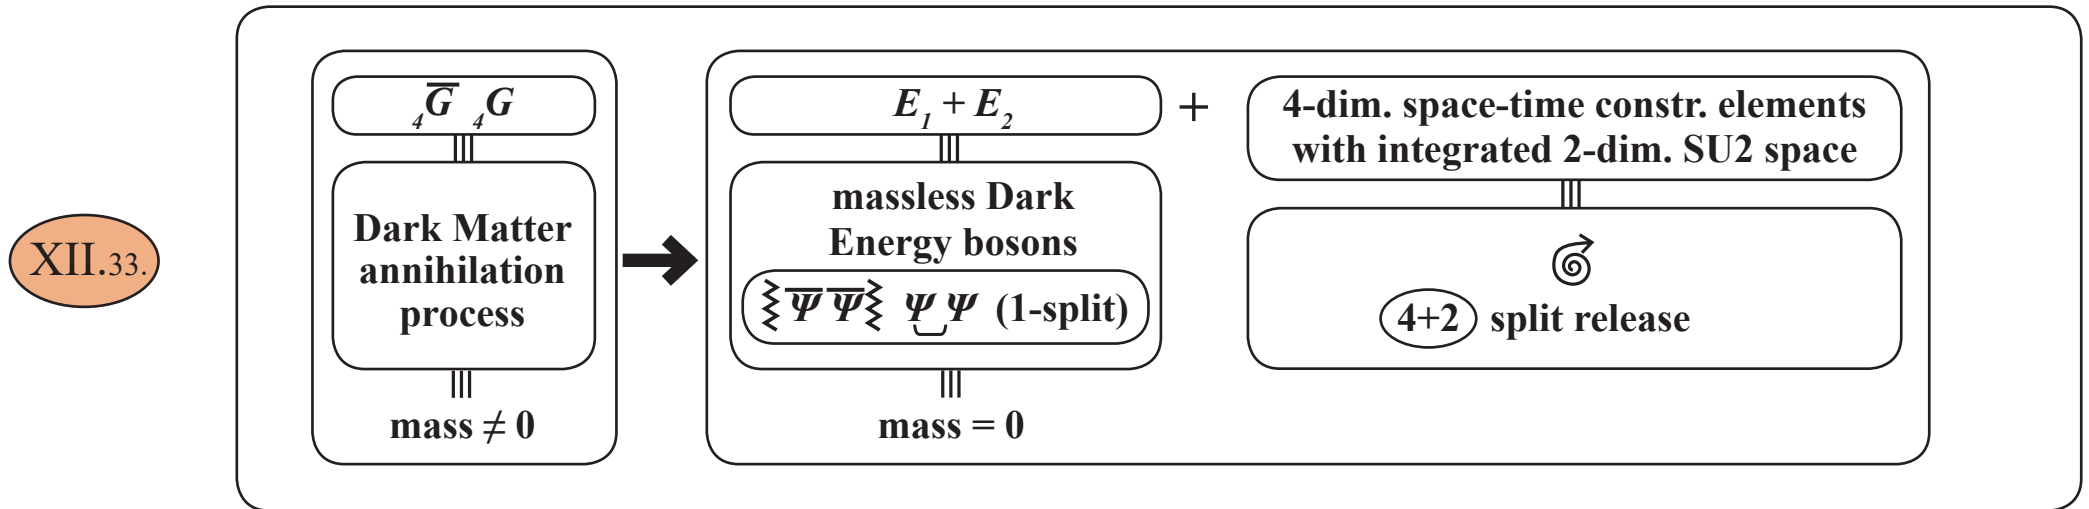 XII.33.
₄G̅ ₄G
Dark Matter
annihilation
process
mass ≠ 0
E₁ + E₂
massless Dark
Energy bosons
Ψ̅ Ψ̅ Ψ Ψ (1-split)
mass = 0
+
4-dim. space-time constr. elements
with integrated 2-dim. SU2 space
4+2 split release